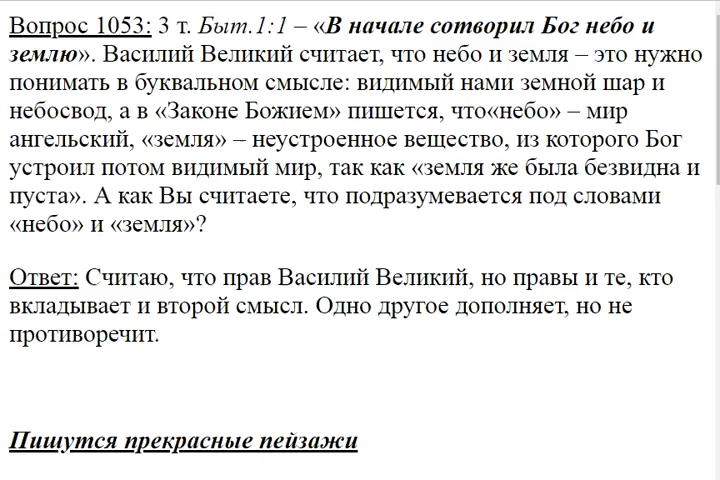 Вопрос 1053: 3 т. Быт.1:1 – «В начале сотворил Бог небо и
землю». Василий Великий считает, что небо и земля – это нужно
понимать в буквальном смысле: видимый нами земной шар и
небосвод, а в «Законе Божием» пишется, что«небо» – мир
ангельский, «земля» – неустроенное вещество, из которого Бог
устроил потом видимый мир, так как «земля же была безвидна и
пуста». А как Вы считаете, что подразумевается под словами
«небо» и «земля»?
Ответ: Считаю, что прав Василий Великий, но правы и те, кто
вкладывает и второй смысл. Одно другое дополняет, но не
противоречит.
Пишутся прекрасные пейзажи